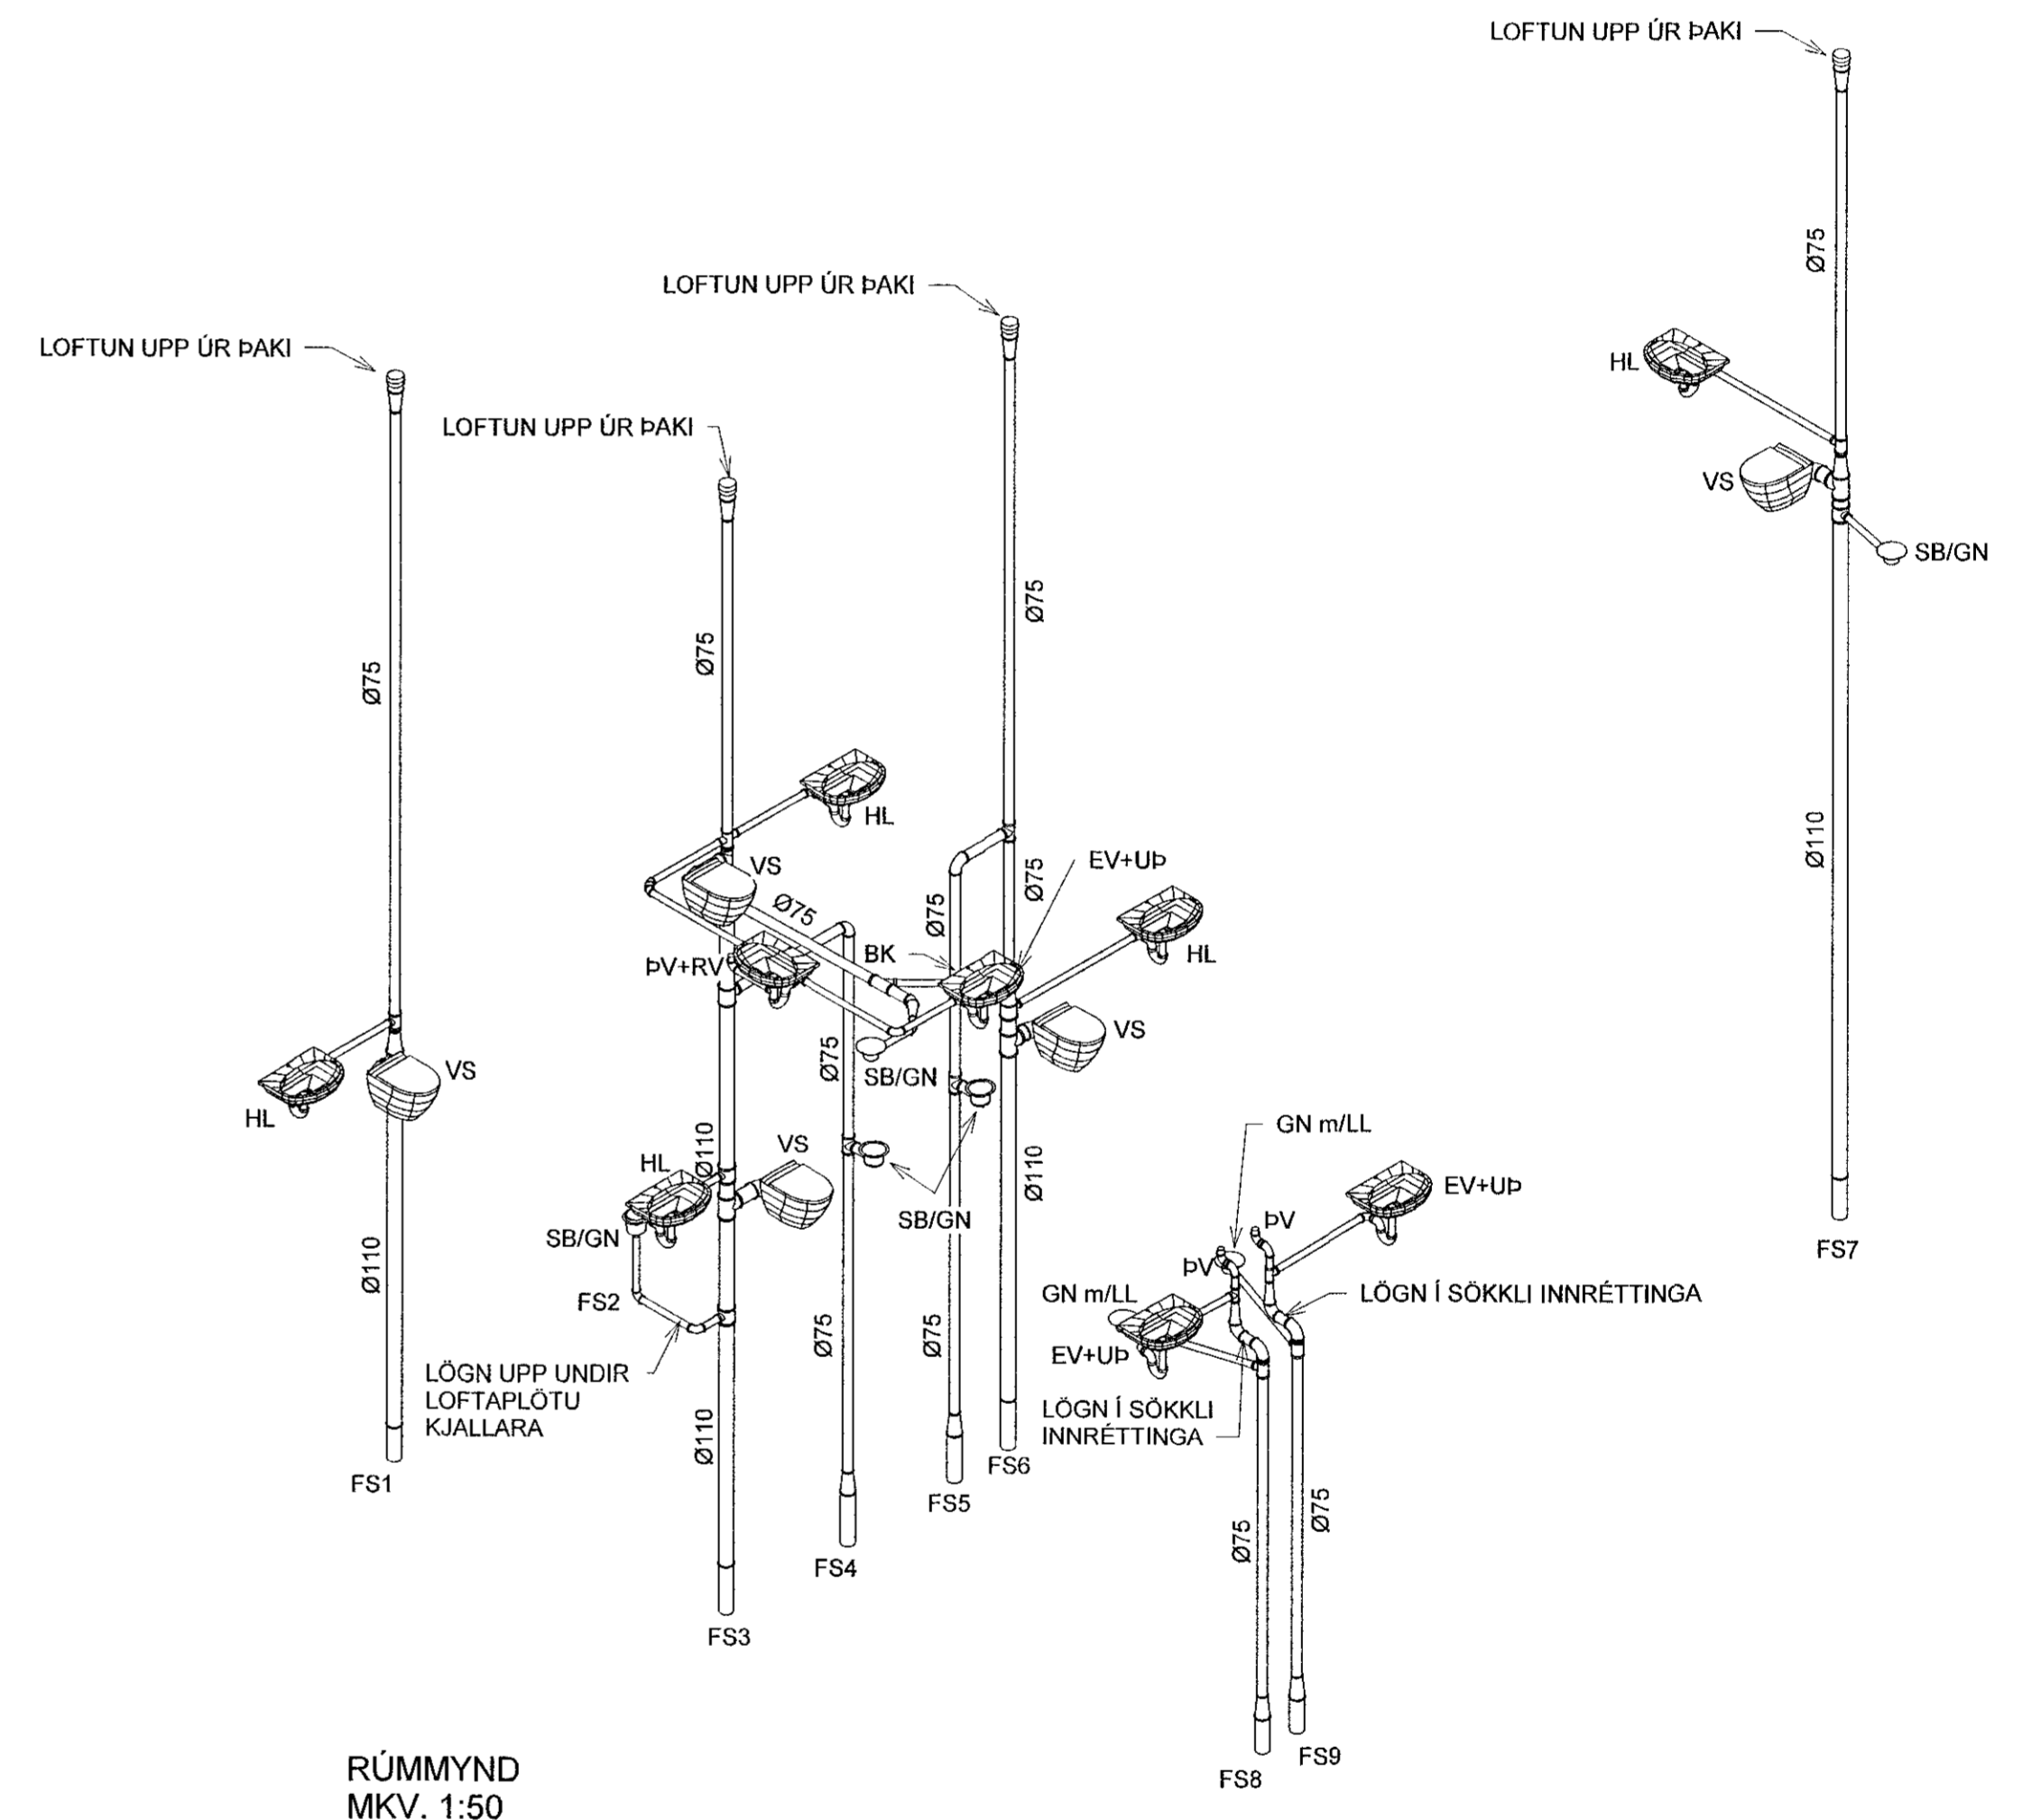 LOFTUN UPP ÚR ÞAKI
Ø75
HL
VS
SB/GN
Ø110
FS7
LOFTUN UPP ÚR ÞAKI
LOFTUN UPP ÚR ÞAKI
LOFTUN UPP ÚR ÞAKI
Ø75
Ø75
Ø75
HL
VS
Ø75
Ø75
Ø75
EV+UÞ
BK
HL
ÞV+RV
VS
Ø75
SB/GN
VS
HL
Ø110
HL
VS
SB/GN
SB/GN
Ø110
Ø110
FS2
LÖGN UPP UNDIR
LOFTAPLÖTU
KJALLARA
Ø110
Ø75
Ø75
FS1
FS3
FS4
FS5
FS6
GN m/LL
EV+UÞ
ÞV
ÞV
GN m/LL
LÖGN Í SÖKKLI INNRÉTTINGA
EV+UÞ
LÖGN Í SÖKKLI
INNRÉTTINGA
Ø75
Ø75
FS8
FS9
RÚMMYND
MKV. 1:50